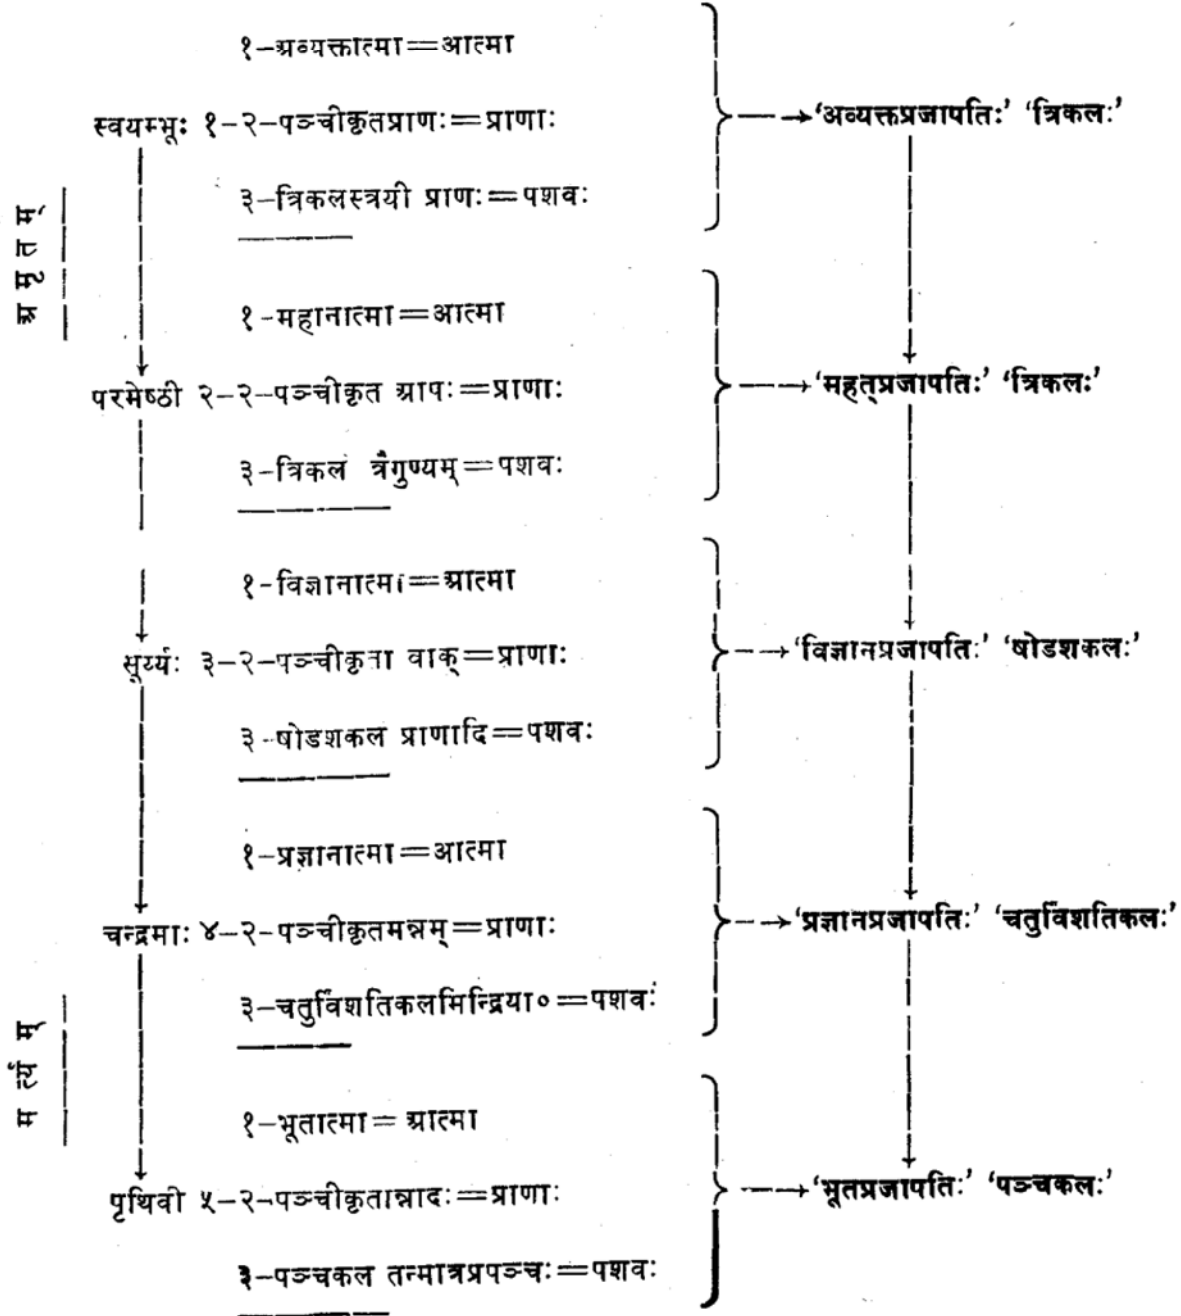 १-अव्यक्तात्मा=आत्मा
स्वयम्भूः १-२-पञ्चीकृतप्राणः=प्राणाः → 'अव्यक्तप्रजापतिः' 'त्रिकलः'
३-त्रिकलस्त्रयी प्राणः=पशवः
अमृतम्
१-महानात्मा=आत्मा
परमेष्ठी २-२-पञ्चीकृत आपः=प्राणाः → 'महत्प्रजापतिः' 'त्रिकलः'
३-त्रिकलं त्रैगुण्यम्=पशवः
१-विज्ञानात्मा=आत्मा
सूर्य्यः ३-२-पञ्चीकृता वाक्=प्राणाः → 'विज्ञानप्रजापतिः' 'षोडशकलः'
३-षोडशकल प्राणादि=पशवः
१-प्रज्ञानात्मा=आत्मा
चन्द्रमाः ४-२-पञ्चीकृतमन्नम्=प्राणाः → 'प्रज्ञानप्रजापतिः' 'चतुर्विंशतिकलः'
३-चतुर्विंशतिकलमिन्द्रिया०=पशवः
मर्त्यम्
१-भूतात्मा=आत्मा
पृथिवी ५-२-पञ्चीकृतान्नादः=प्राणाः → 'भूतप्रजापतिः' 'पञ्चकलः'
३-पञ्चकल तन्मात्रप्रपञ्चः=पशवः